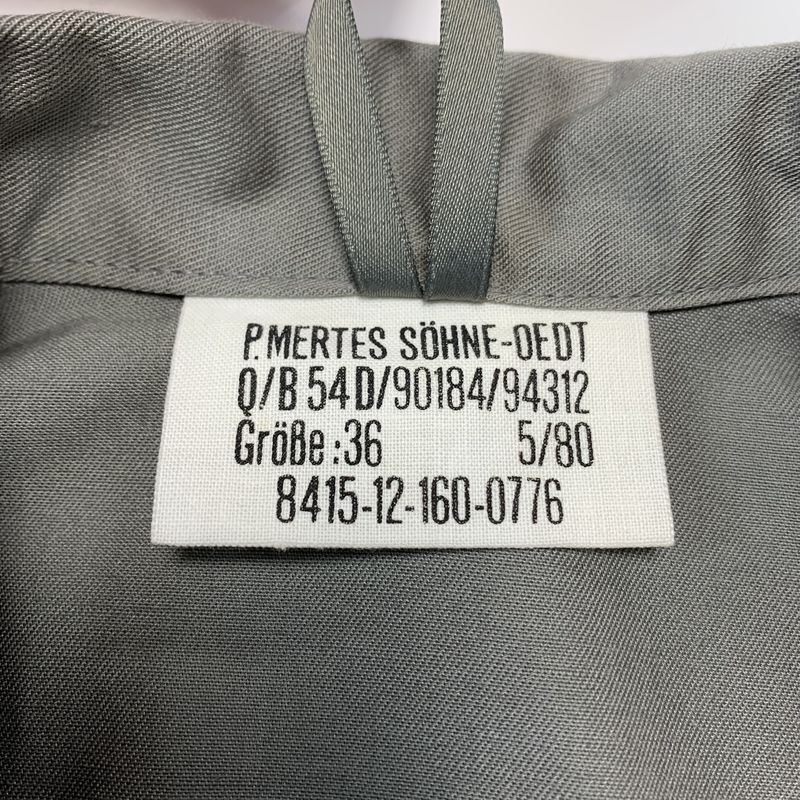 P.MERTES SÖHNE-OEDT
Q/B 54D/90184/94312
Größe:36 5/80
8415-12-160-0776